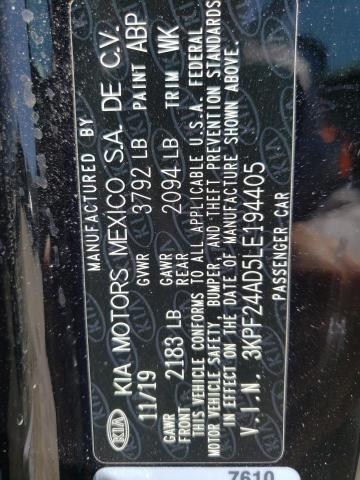 MANUFACTURED BY
KIA KIA MOTORS MEXICO S.A. DE C.V.
11/19 GVWR 3792 LB PAINT ABP
GAWR FRONT 2183 LB GAWR REAR 2094 LB TRIM WK
THIS VEHICLE CONFORMS TO ALL APPLICABLE U.S.A. FEDERAL
MOTOR VEHICLE SAFETY, BUMPER, AND THEFT PREVENTION STANDARDS
IN EFFECT ON THE DATE OF MANUFACTURE SHOWN ABOVE.
V.I.N. 3KPF24AD5LE194405
PASSENGER CAR
7610